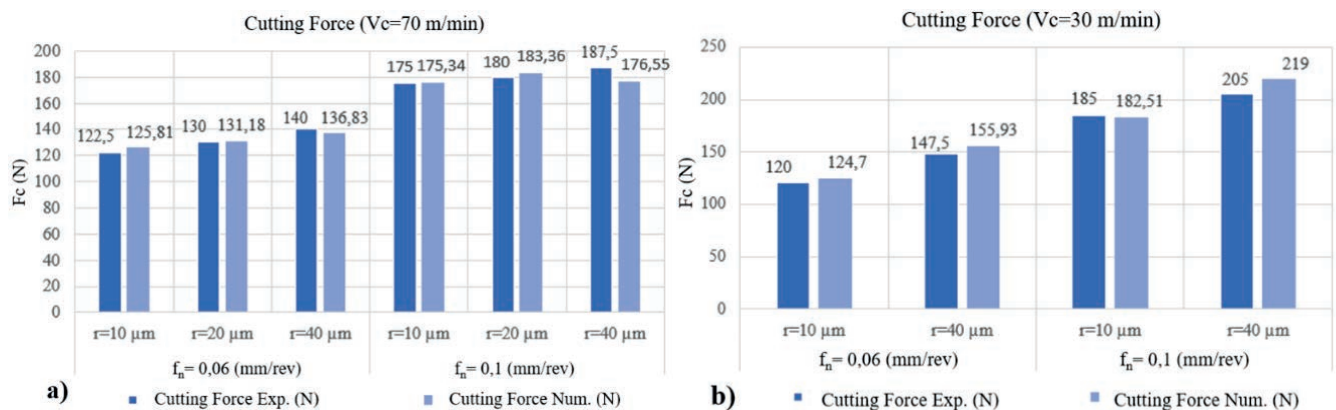 Cutting Force (Vc=70 m/min)
Fc (N)
200
180
160
140
120
100
80
60
40
20
0
122,5
125,81
130
131,18
140
136,83
175
175,34
180
183,36
187,5
176,55
r=10 µm
r=20 µm
r=40 µm
r=10 µm
r=20 µm
r=40 µm
fn= 0,06 (mm/rev)
fn= 0,1 (mm/rev)
a)
Cutting Force Exp. (N)
Cutting Force Num. (N)
Cutting Force (Vc=30 m/min)
Fc (N)
250
200
150
100
50
0
120
124,7
147,5
155,93
185
182,51
205
219
r=10 µm
r=40 µm
r=10 µm
r=40 µm
fn= 0,06 (mm/rev)
fn= 0,1 (mm/rev)
b)
Cutting Force Exp. (N)
Cutting Force Num. (N)